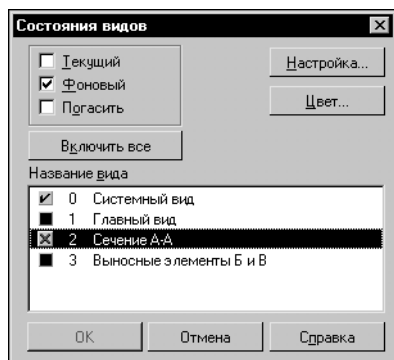 Состояния видов
Текущий
Фоновый
Погасить
Настройка...
Цвет...
Включить все
Название вида
0 Системный вид
1 Главный вид
2 Сечение А-А
3 Выносные элементы Б и В
OK
Отмена
Справка